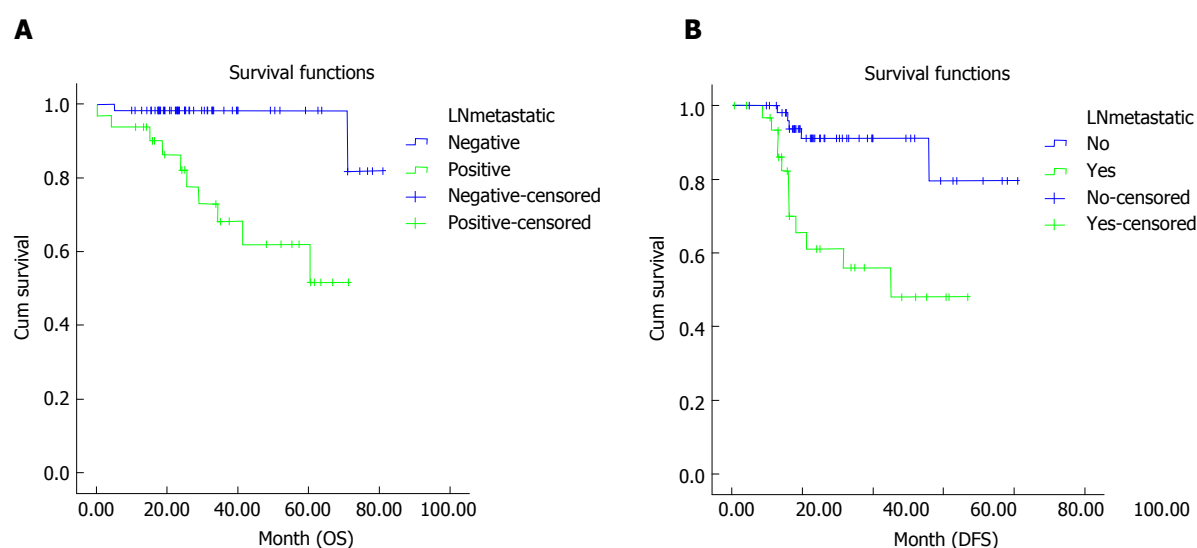 A
Survival functions
1.0
0.8
0.6
0.4
0.2
0.0
Cum survival
0.00 20.00 40.00 60.00 80.00 100.00
Month (OS)
LNmetastatic
Negative
Positive
Negative-censored
Positive-censored
B
Survival functions
1.0
0.8
0.6
0.4
0.2
0.0
Cum survival
0.00 20.00 40.00 60.00 80.00 100.00
Month (DFS)
LNmetastatic
No
Yes
No-censored
Yes-censored